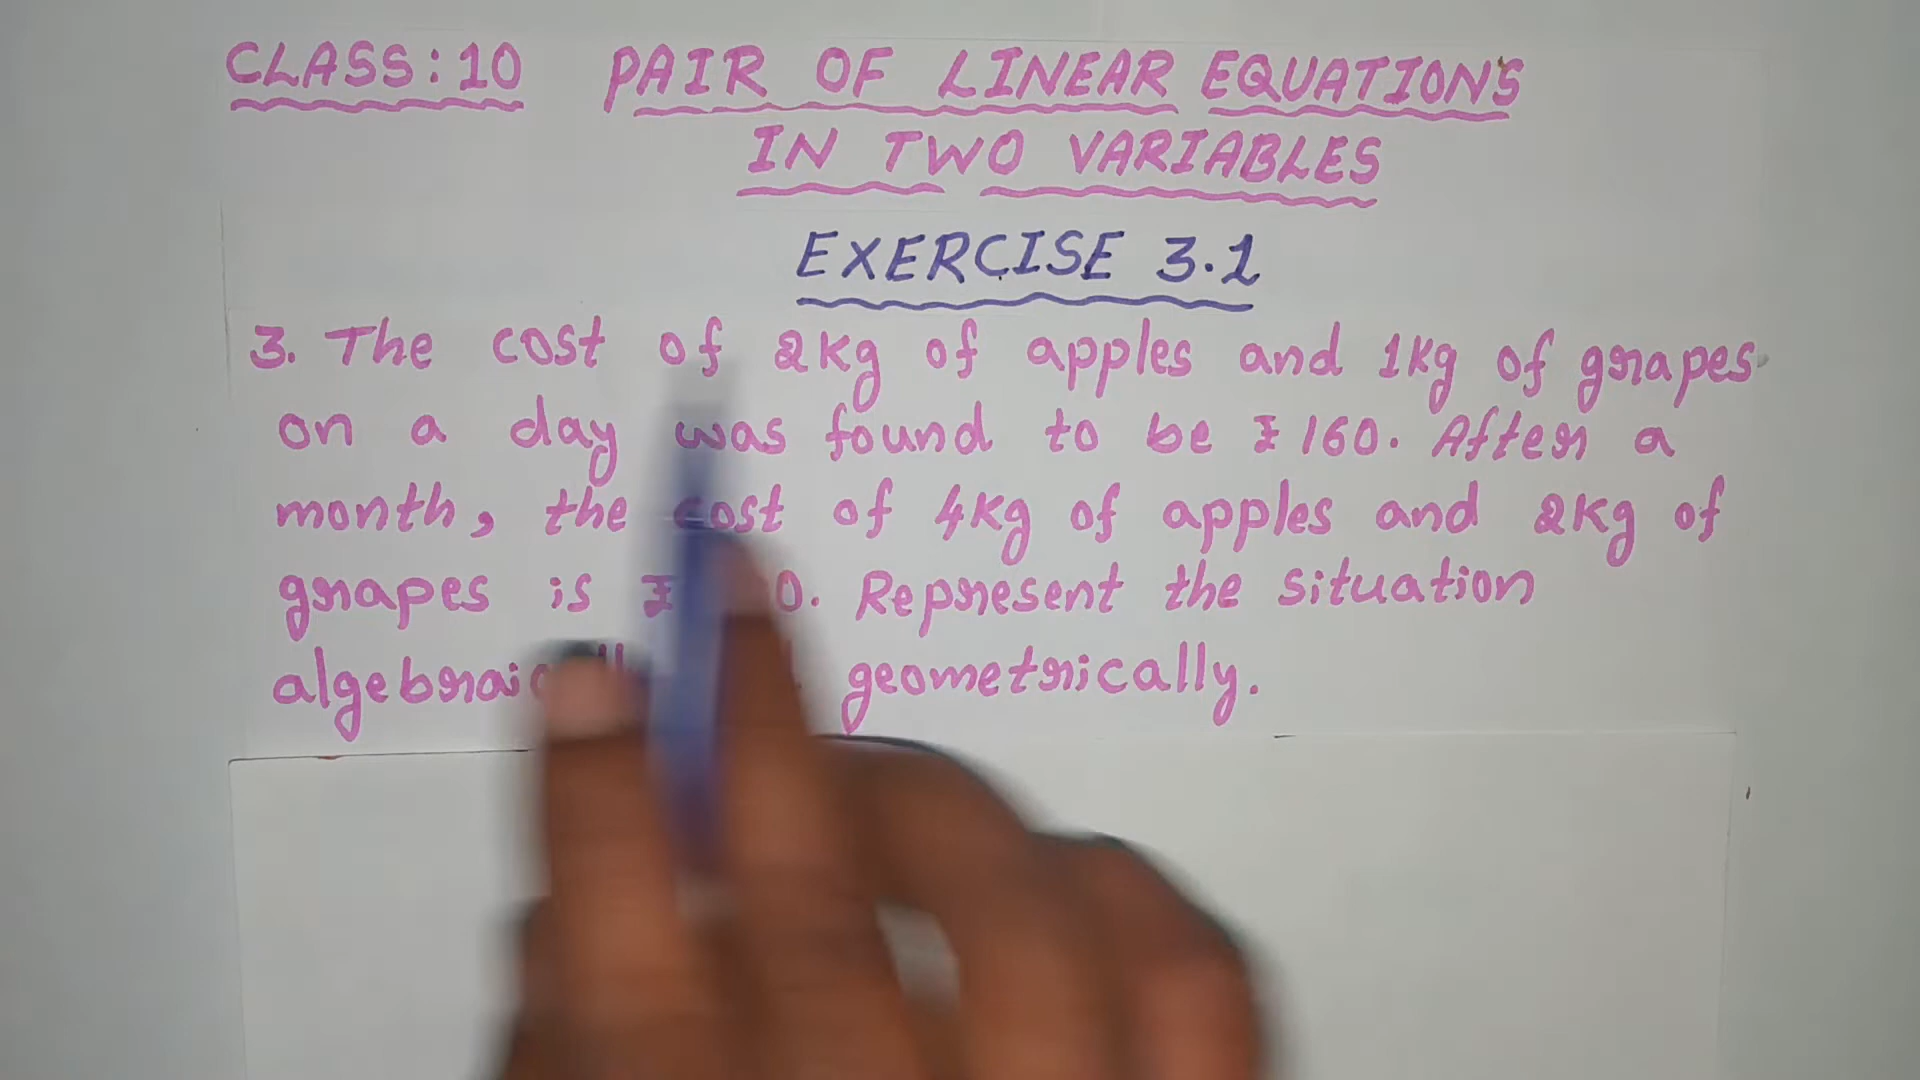 CLASS:10 PAIR OF LINEAR EQUATIONS
IN TWO VARIABLES
EXERCISE 3.1
3. The cost of 2kg of apples and 1kg of grapes
on a day was found to be ₹160. After a
month, the cost of 4kg of apples and 2kg of
grapes is ₹ Represent the situation
geometrically.